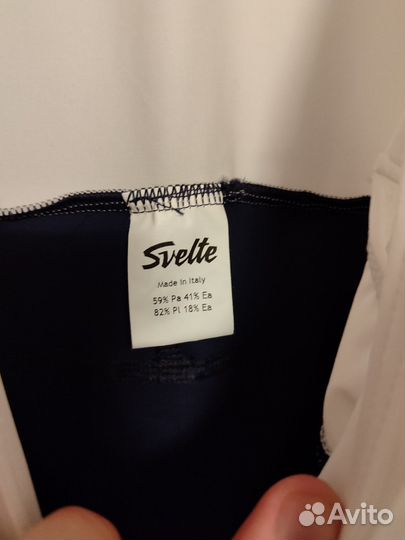 Svelte
Made in Italy
59% Pa 41% Ea
82% Pl 18% Ea
Avito